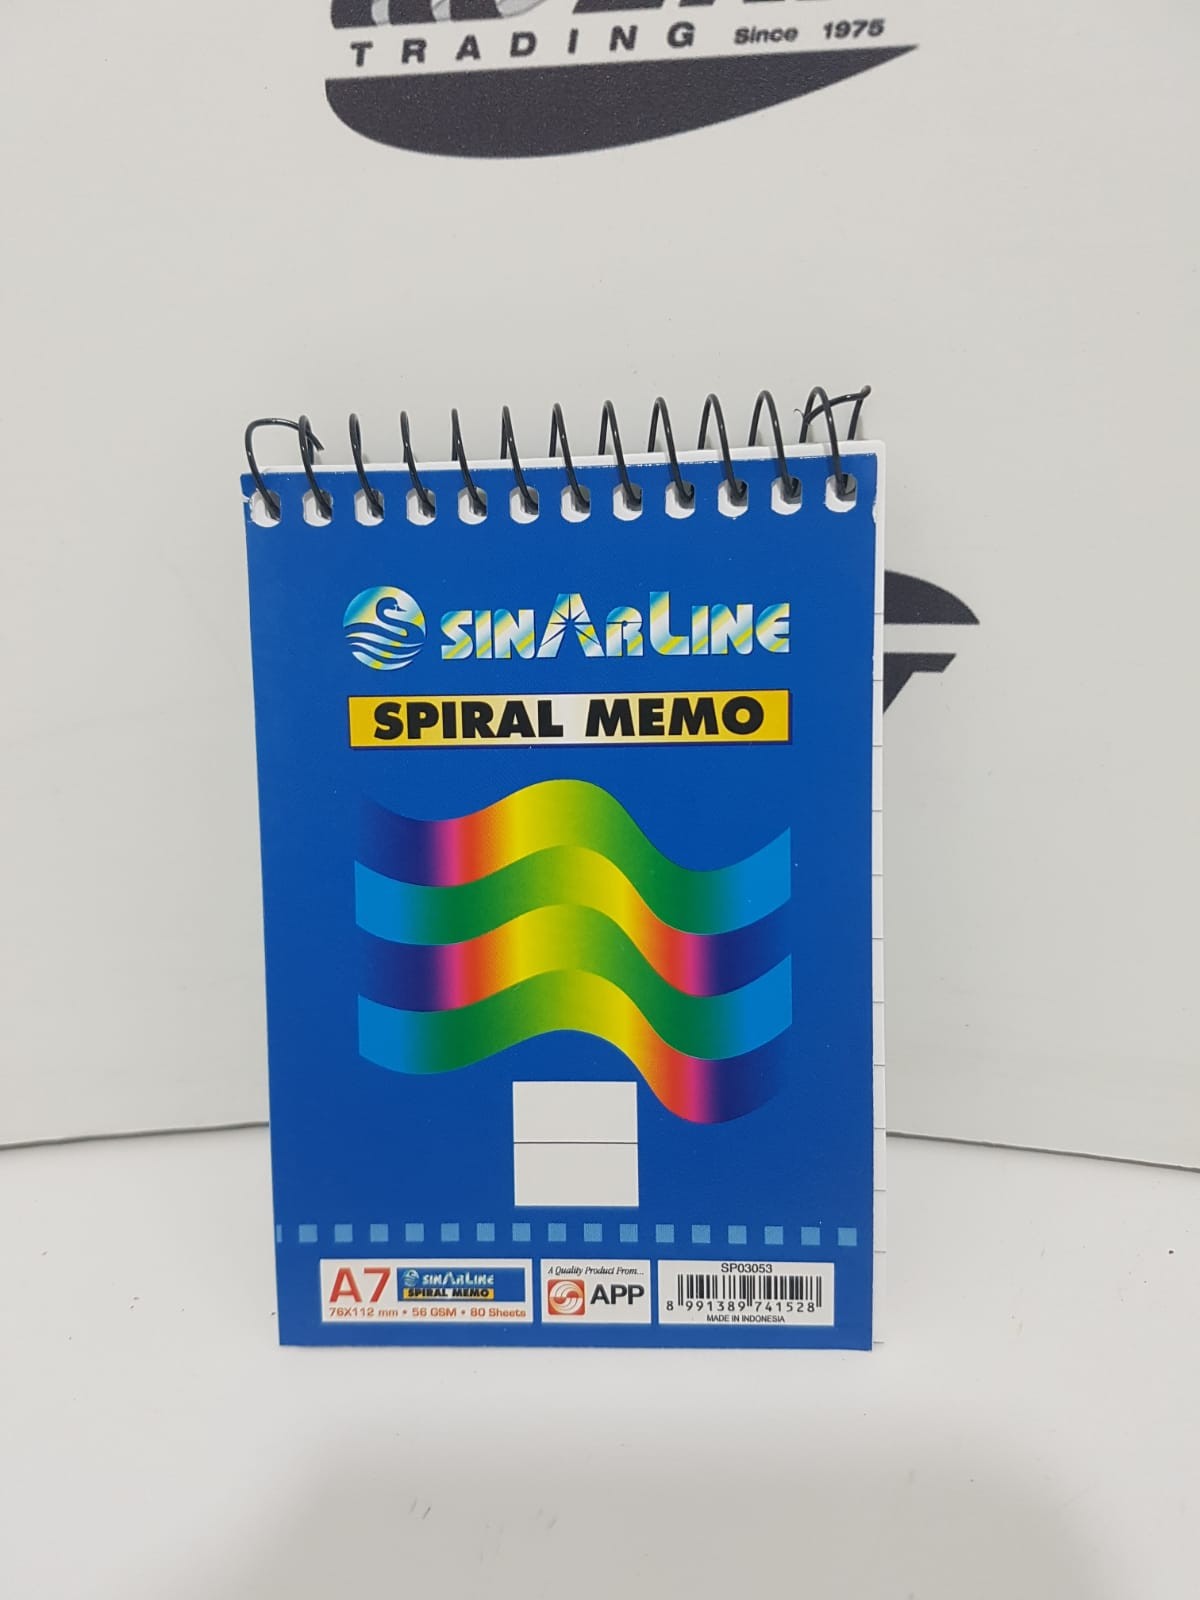 TRADING Since 1975
SINARLINE
SPIRAL MEMO
A7 SINARLINE
SPIRAL MEMO
76X112 mm • 56 GSM • 80 Sheets
A Quality Product From...
APP
SP03053
8 991389 741528
MADE IN INDONESIA